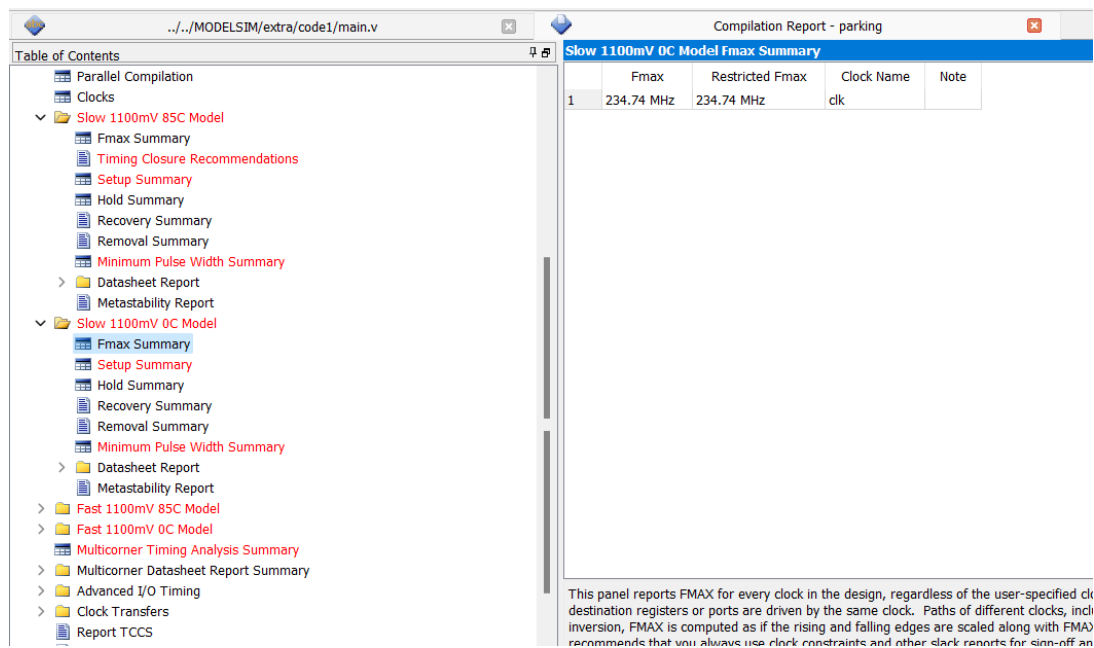 ../../MODELSIM/extra/code1/main.v
Compilation Report - parking
Table of Contents
Parallel Compilation
Clocks
Slow 1100mV 85C Model
Fmax Summary
Timing Closure Recommendations
Setup Summary
Hold Summary
Recovery Summary
Removal Summary
Minimum Pulse Width Summary
Datasheet Report
Metastability Report
Slow 1100mV 0C Model
Fmax Summary
Setup Summary
Hold Summary
Recovery Summary
Removal Summary
Minimum Pulse Width Summary
Datasheet Report
Metastability Report
Fast 1100mV 85C Model
Fast 1100mV 0C Model
Multicorner Timing Analysis Summary
Multicorner Datasheet Report Summary
Advanced I/O Timing
Clock Transfers
Report TCCS
Slow 1100mV 0C Model Fmax Summary
Fmax Restricted Fmax Clock Name Note
1 234.74 MHz 234.74 MHz clk
This panel reports FMAX for every clock in the design, regardless of the user-specified clo
destination registers or ports are driven by the same clock. Paths of different clocks, inclu
inversion, FMAX is computed as if the rising and falling edges are scaled along with FMAX
recommends that you always use clock constraints and other slack reports for sign-off an